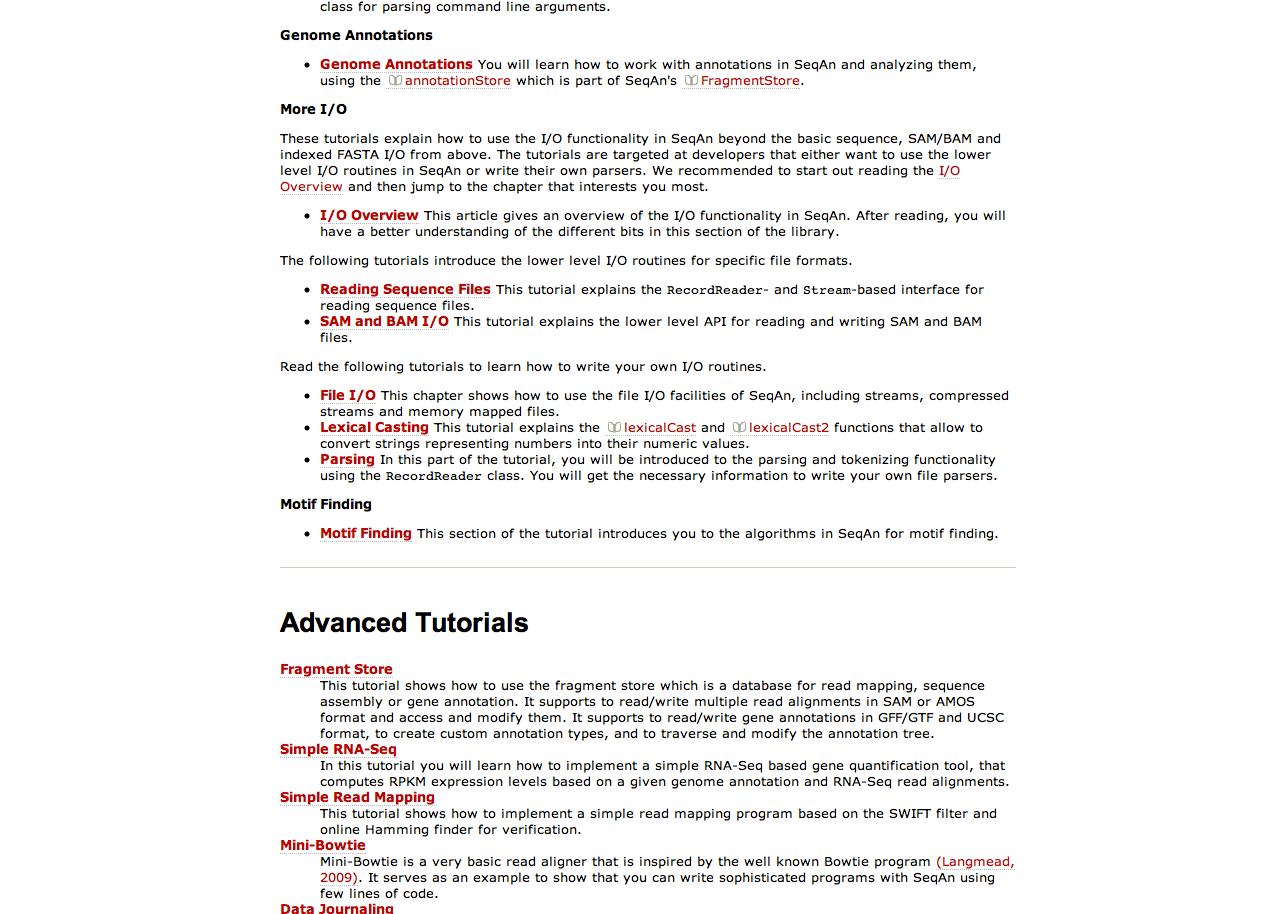 class for parsing command line arguments.
Genome Annotations
• Genome Annotations You will learn how to work with annotations in SeqAn and analyzing them,
using the annotationStore which is part of SeqAn's FragmentStore.
More I/O
These tutorials explain how to use the I/O functionality in SeqAn beyond the basic sequence, SAM/BAM and
indexed FASTA I/O from above. The tutorials are targeted at developers that either want to use the lower
level I/O routines in SeqAn or write their own parsers. We recommended to start out reading the I/O
Overview and then jump to the chapter that interests you most.
• I/O Overview This article gives an overview of the I/O functionality in SeqAn. After reading, you will
have a better understanding of the different bits in this section of the library.
The following tutorials introduce the lower level I/O routines for specific file formats.
• Reading Sequence Files This tutorial explains the RecordReader- and Stream-based interface for
reading sequence files.
• SAM and BAM I/O This tutorial explains the lower level API for reading and writing SAM and BAM
files.
Read the following tutorials to learn how to write your own I/O routines.
• File I/O This chapter shows how to use the file I/O facilities of SeqAn, including streams, compressed
streams and memory mapped files.
• Lexical Casting This tutorial explains the lexicalCast and lexicalCast2 functions that allow to
convert strings representing numbers into their numeric values.
• Parsing In this part of the tutorial, you will be introduced to the parsing and tokenizing functionality
using the RecordReader class. You will get the necessary information to write your own file parsers.
Motif Finding
• Motif Finding This section of the tutorial introduces you to the algorithms in SeqAn for motif finding.
Advanced Tutorials
Fragment Store
This tutorial shows how to use the fragment store which is a database for read mapping, sequence
assembly or gene annotation. It supports to read/write multiple read alignments in SAM or AMOS
format and access and modify them. It supports to read/write gene annotations in GFF/GTF and UCSC
format, to create custom annotation types, and to traverse and modify the annotation tree.
Simple RNA-Seq
In this tutorial you will learn how to implement a simple RNA-Seq based gene quantification tool, that
computes RPKM expression levels based on a given genome annotation and RNA-Seq read alignments.
Simple Read Mapping
This tutorial shows how to implement a simple read mapping program based on the SWIFT filter and
online Hamming finder for verification.
Mini-Bowtie
Mini-Bowtie is a very basic read aligner that is inspired by the well known Bowtie program (Langmead,
2009). It serves as an example to show that you can write sophisticated programs with SeqAn using
few lines of code.
Data Journaling